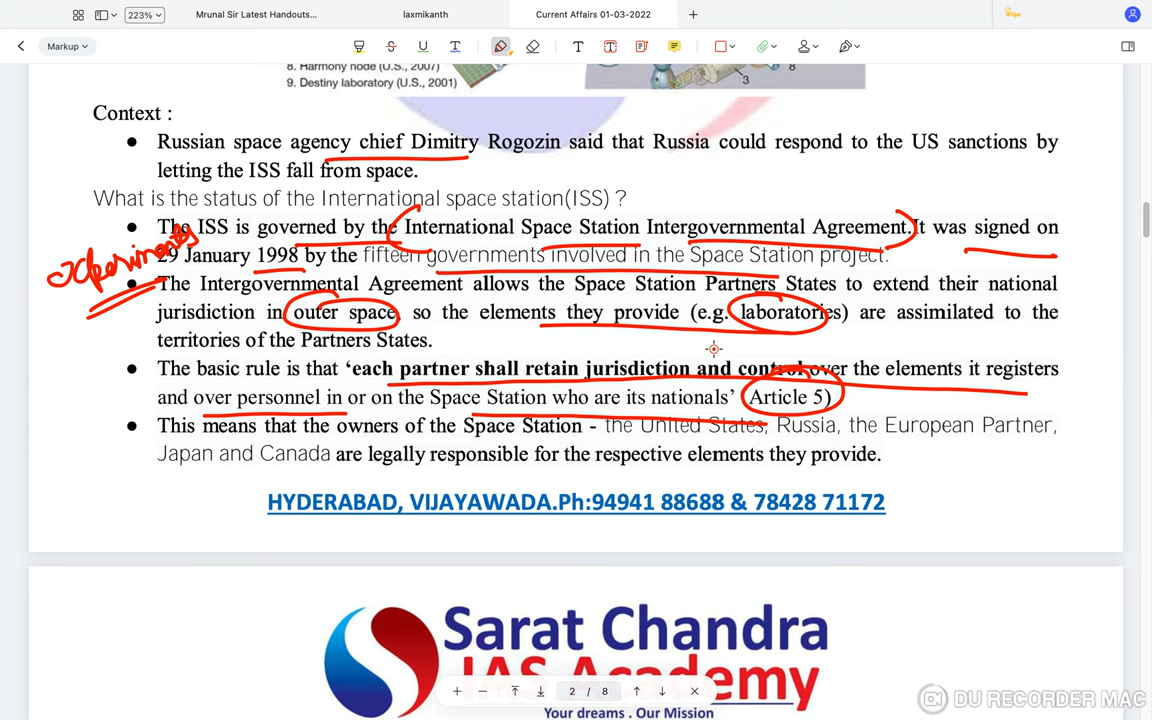 223%
Mrunal Sir Latest Handouts...
laxmikanth
Current Affairs 01-03-2022
Markup
8. Harmony node (U.S., 2007)
9. Destiny laboratory (U.S., 2001)
3
8
Context :
Russian space agency chief Dimitry Rogozin said that Russia could respond to the US sanctions by
letting the ISS fall from space.
What is the status of the International space station(ISS) ?
The ISS is governed by the International Space Station Intergovernmental Agreement.It was signed on
29 January 1998 by the fifteen governments involved in the Space Station project.
experiments
The Intergovernmental Agreement allows the Space Station Partners States to extend their national
jurisdiction in outer space, so the elements they provide (e.g. laboratories) are assimilated to the
territories of the Partners States.
The basic rule is that ‘each partner shall retain jurisdiction and control over the elements it registers
and over personnel in or on the Space Station who are its nationals’ (Article 5)
This means that the owners of the Space Station - the United States, Russia, the European Partner,
Japan and Canada are legally responsible for the respective elements they provide.
HYDERABAD, VIJAYAWADA.Ph:94941 88688 & 78428 71172
Sarat Chandra
IAS Academy
Your dreams . Our Mission
2 / 8
DU RECORDER MAC